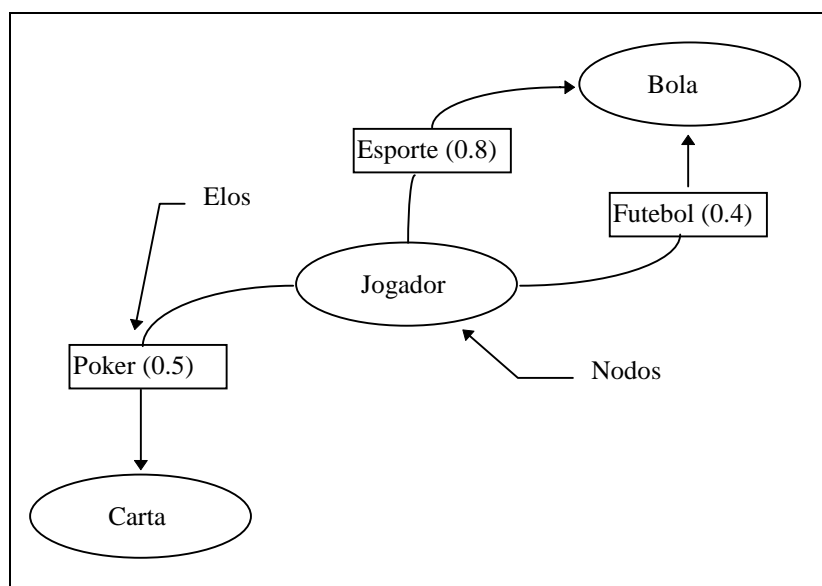 Bola
Esporte (0.8)
Elos
Futebol (0.4)
Jogador
Poker (0.5)
Nodos
Carta